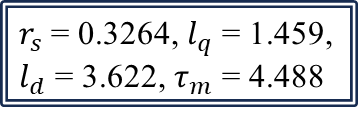 r_s = 0.3264, l_q = 1.459,
l_d = 3.622, τ_m = 4.488